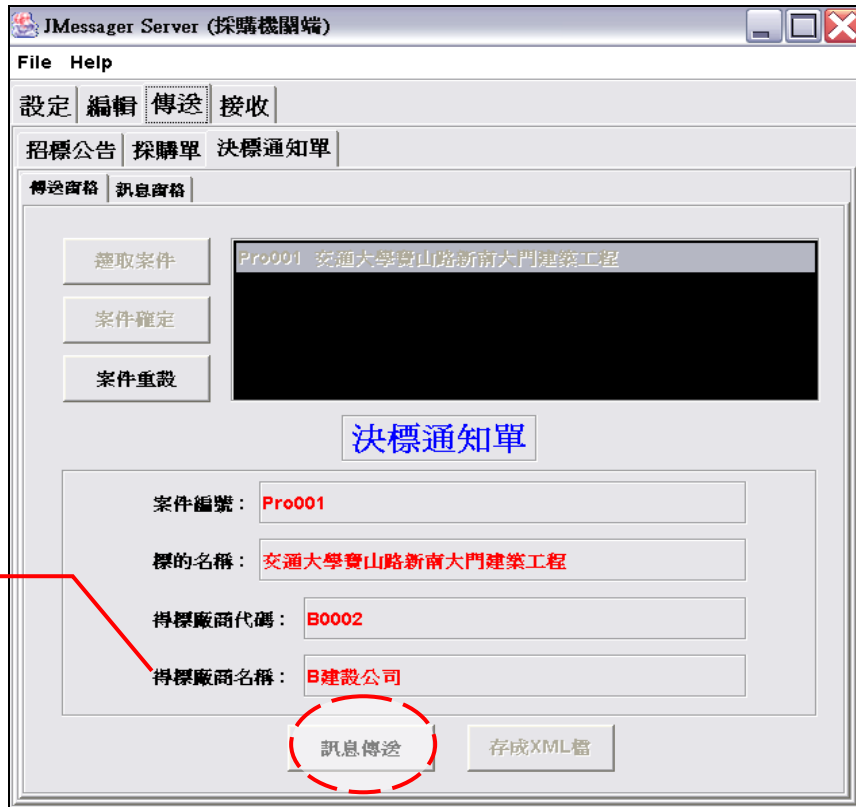 JMessager Server (採購機關端)
File Help
設定 編輯 傳送 接收
招標公告 採購單 決標通知單
傳送窗格 訊息窗格
選取案件
Pro001 交通大學寶山路新南大門建築工程
案件確定
案件重設
決標通知單
案件編號： Pro001
標的名稱： 交通大學寶山路新南大門建築工程
得標廠商代碼： B0002
得標廠商名稱： B建設公司
訊息傳送 存成XML檔